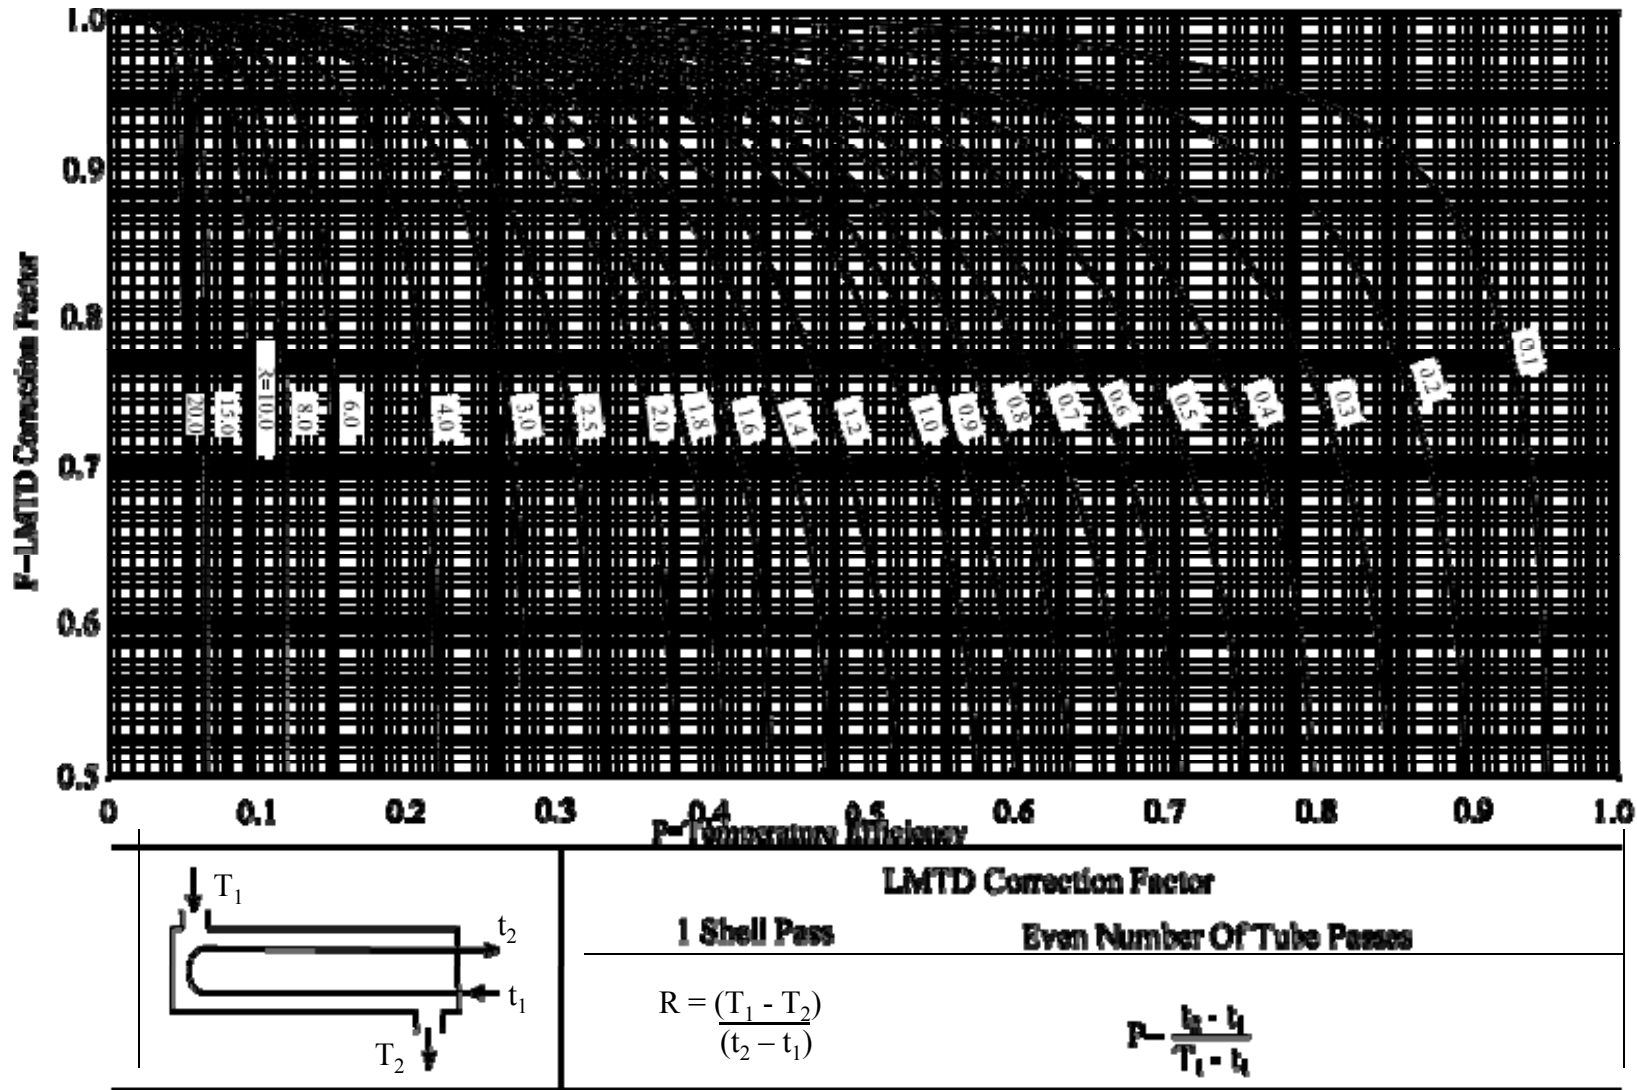 1.0
0.9
0.8
0.7
0.6
0.5
F-LMTD Correction Factor
20.0 15.0 R=10.0 8.0 6.0 4.0 3.0 2.5 2.0 1.8 1.6 1.4 1.2 1.0 0.9 0.8 0.7 0.6 0.5 0.4 0.3 0.2 0.1
0 0.1 0.2 0.3 0.4 0.5 0.6 0.7 0.8 0.9 1.0
P=Temperature Efficiency
T1
t2
t1
T2
LMTD Correction Factor
1 Shell Pass Even Number Of Tube Passes
R = (T1 - T2)
(t2 – t1)
P= t2 - t1
T1 - t1